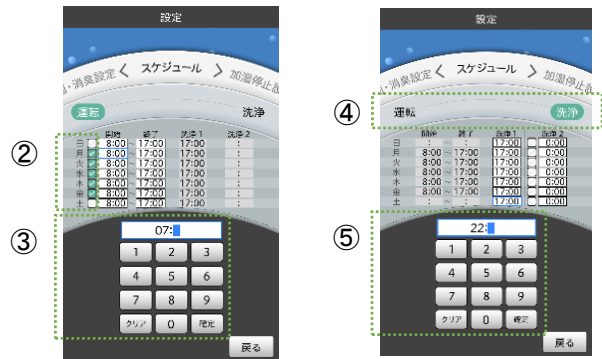 設定
・消臭設定 < スケジュール > 加湿停止設
運転 洗浄
開始 終了 洗浄1 洗浄2
②
日 8:00 ~ 17:00 17:00 :
月 8:00 ~ 17:00 17:00 :
火 8:00 ~ 17:00 17:00 :
水 8:00 ~ 17:00 17:00 :
木 8:00 ~ 17:00 17:00 :
金 8:00 ~ 17:00 17:00 :
土 8:00 ~ 17:00 17:00 :
③
07:
1 2 3
4 5 6
7 8 9
クリア 0 確定
戻る
設定
・消臭設定 < スケジュール > 加湿停止設
④
運転 洗浄
開始 終了 洗浄1 洗浄2
日 : ~ : 17:00 0:00
月 8:00 ~ 17:00 17:00 0:00
火 8:00 ~ 17:00 17:00 0:00
水 8:00 ~ 17:00 17:00 0:00
木 8:00 ~ 17:00 17:00 0:00
金 8:00 ~ 17:00 17:00 0:00
土 : ~ : 17:00 0:00
⑤
22:
1 2 3
4 5 6
7 8 9
クリア 0 確定
戻る